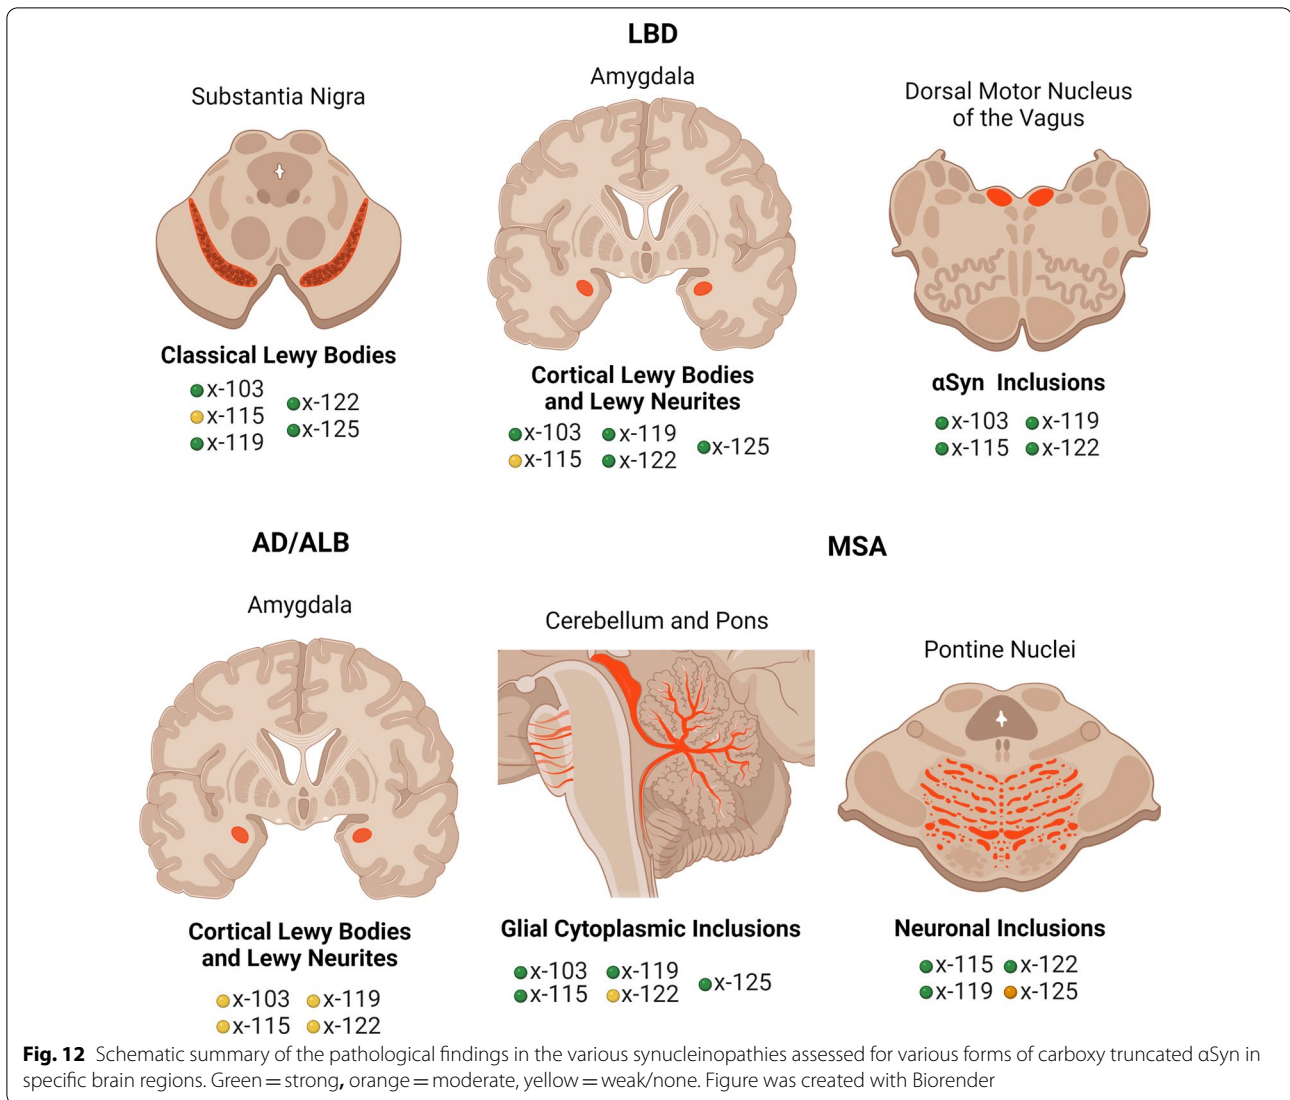 LBD
Substantia Nigra
Classical Lewy Bodies
x-103
x-115
x-119
x-122
x-125
Amygdala
Cortical Lewy Bodies
and Lewy Neurites
x-103
x-115
x-119
x-122
x-125
Dorsal Motor Nucleus
of the Vagus
αSyn Inclusions
x-103
x-115
x-119
x-122
AD/ALB
Amygdala
Cortical Lewy Bodies
and Lewy Neurites
x-103
x-115
x-119
x-122
MSA
Cerebellum and Pons
Glial Cytoplasmic Inclusions
x-103
x-115
x-119
x-122
x-125
Pontine Nuclei
Neuronal Inclusions
x-115
x-119
x-122
x-125
Fig. 12 Schematic summary of the pathological findings in the various synucleinopathies assessed for various forms of carboxy truncated αSyn in
specific brain regions. Green = strong, orange = moderate, yellow = weak/none. Figure was created with Biorender